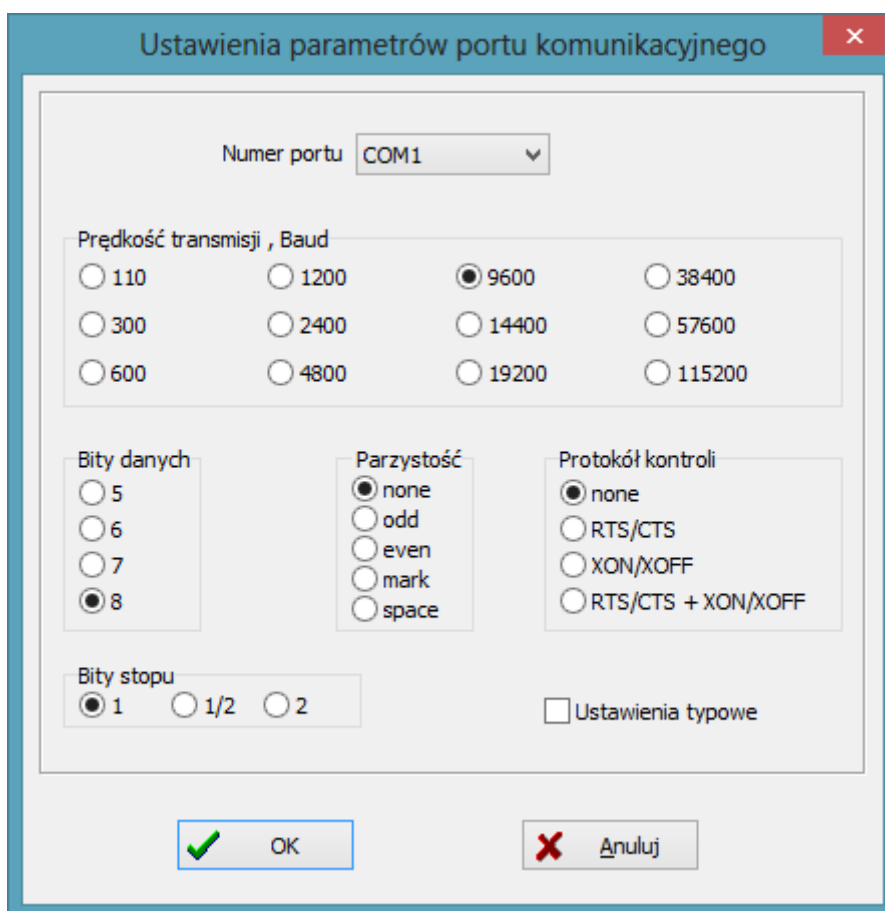 Ustawienia parametrów portu komunikacyjnego
Numer portu COM1
Prędkość transmisji , Baud
110 1200 9600 38400
300 2400 14400 57600
600 4800 19200 115200
Bity danych
5
6
7
8
Parzystość
none
odd
even
mark
space
Protokół kontroli
none
RTS/CTS
XON/XOFF
RTS/CTS + XON/XOFF
Bity stopu
1 1/2 2
Ustawienia typowe
OK Anuluj